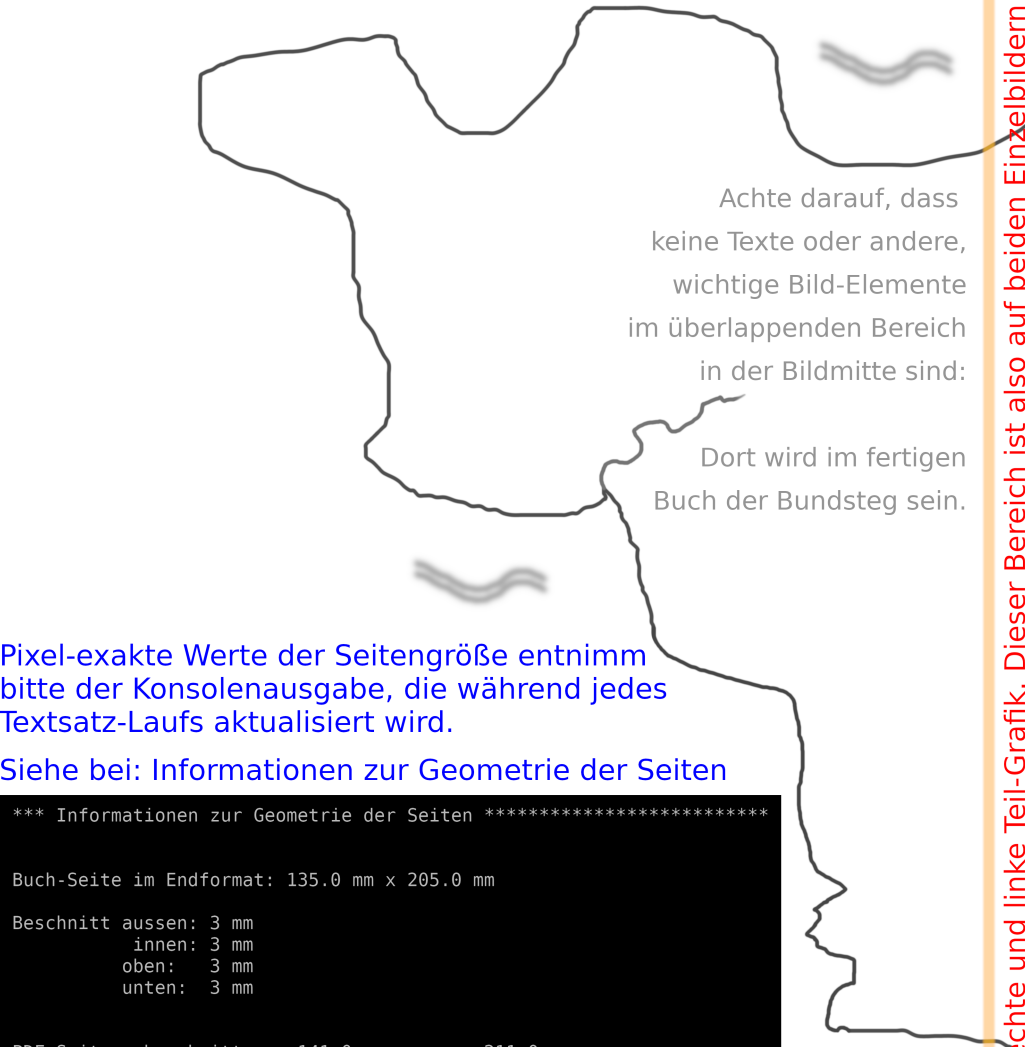 Achte darauf, dass
keine Texte oder andere,
wichtige Bild-Elemente
im überlappenden Bereich
in der Bildmitte sind:
Dort wird im fertigen
Buch der Bundsteg sein.
Pixel-exakte Werte der Seitengröße entnimm
bitte der Konsolenausgabe, die während jedes
Textsatz-Laufs aktualisiert wird.
Siehe bei: Informationen zur Geometrie der Seiten
*** Informationen zur Geometrie der Seiten **************************
Buch-Seite im Endformat: 135.0 mm x 205.0 mm
Beschnitt aussen: 3 mm
innen: 3 mm
oben: 3 mm
unten: 3 mm
und linke Teil-Grafik. Dieser Bereich ist also auf beiden Einzelbildern